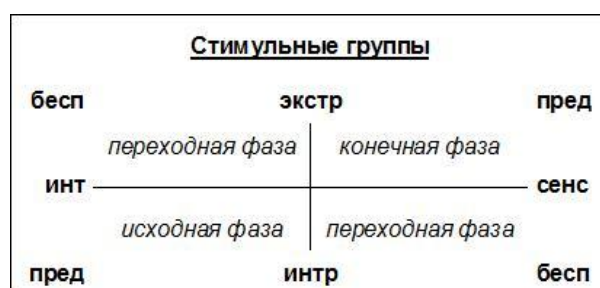 Стимульные группы
бесп экстр пред
переходная фаза конечная фаза
инт сенс
исходная фаза переходная фаза
пред интр бесп